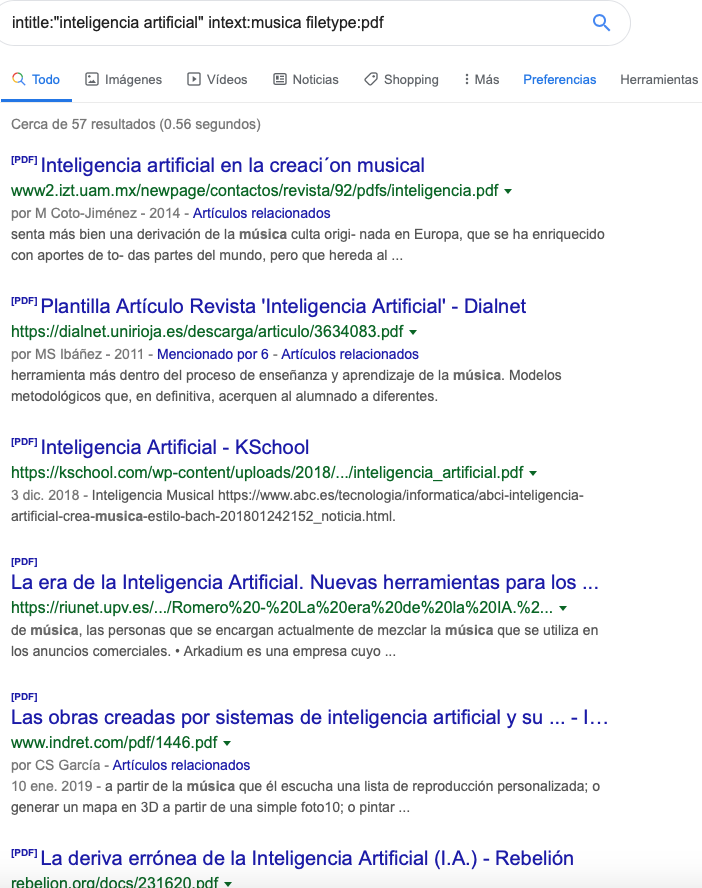 intitle:"inteligencia artificial" intext:musica filetype:pdf
Todo Imágenes Vídeos Noticias Shopping Más Preferencias Herramientas
Cerca de 57 resultados (0.56 segundos)
[PDF] Inteligencia artificial en la creaci´on musical
www2.izt.uam.mx/newpage/contactos/revista/92/pdfs/inteligencia.pdf
por M Coto-Jiménez - 2014 - Artículos relacionados
senta más bien una derivación de la música culta origi- nada en Europa, que se ha enriquecido
con aportes de to- das partes del mundo, pero que hereda al ...
[PDF] Plantilla Artículo Revista 'Inteligencia Artificial' - Dialnet
https://dialnet.unirioja.es/descarga/articulo/3634083.pdf
por MS Ibáñez - 2011 - Mencionado por 6 - Artículos relacionados
herramienta más dentro del proceso de enseñanza y aprendizaje de la música. Modelos
metodológicos que, en definitiva, acerquen al alumnado a diferentes.
[PDF] Inteligencia Artificial - KSchool
https://kschool.com/wp-content/uploads/2018/.../inteligencia_artificial.pdf
3 dic. 2018 - Inteligencia Musical https://www.abc.es/tecnologia/informatica/abci-inteligencia-
artificial-crea-musica-estilo-bach-201801242152_noticia.html.
[PDF]
La era de la Inteligencia Artificial. Nuevas herramientas para los ...
https://riunet.upv.es/.../Romero%20-%20La%20era%20de%20la%20IA.%2...
de música, las personas que se encargan actualmente de mezclar la música que se utiliza en
los anuncios comerciales. • Arkadium es una empresa cuyo ...
[PDF]
Las obras creadas por sistemas de inteligencia artificial y su ... - I...
www.indret.com/pdf/1446.pdf
por CS García - Artículos relacionados
10 ene. 2019 - a partir de la música que él escucha una lista de reproducción personalizada; o
generar un mapa en 3D a partir de una simple foto10; o pintar ...
[PDF] La deriva errónea de la Inteligencia Artificial (I.A.) - Rebelión
rebelion.org/docs/231620.pdf